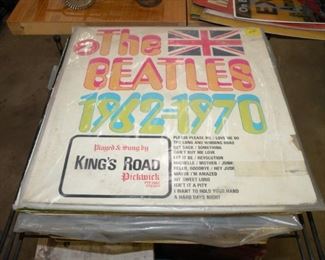 The
BEATLES
1962-1970
Played & Sung by
KING'S ROAD
Pickwick
PLEASE PLEASE ME / LOVE ME DO
THE LONG AND WINDING ROAD
GET BACK / SOMETHING
CAN'T BUY ME LOVE
LET IT BE / REVOLUTION
MICHELLE / MOTHER / JUNK
HELLO, GOODBYE / HEY JUDE
MAYBE I'M AMAZED
MY SWEET LORD
ISN'T IT A PITY
I WANT TO HOLD YOUR HAND
A HARD DAYS NIGHT